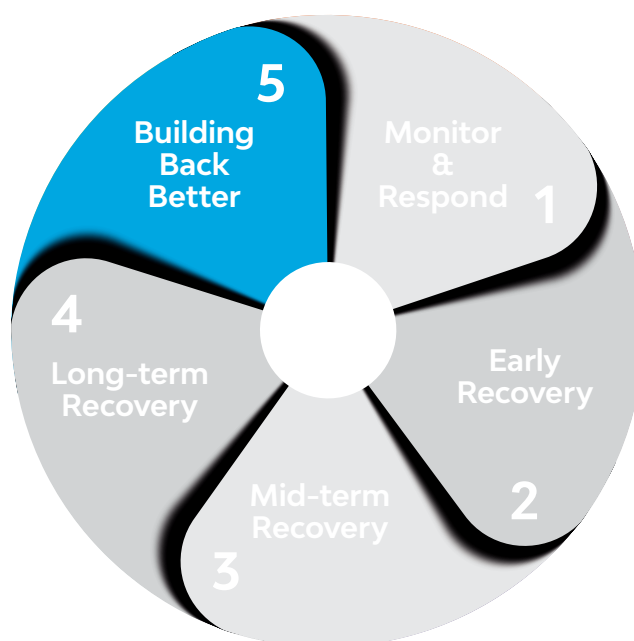 5
Building
Back
Better
Monitor
&
Respond
1
Early
Recovery
2
Mid-term
Recovery
3
4
Long-term
Recovery